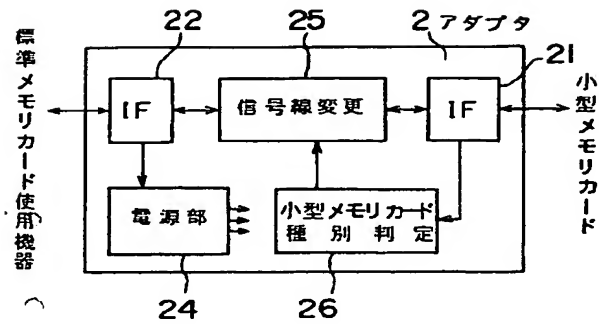 22
25
2 アダプタ
21
標準メモリカード使用機器
IF
信号線変更
IF
小型メモリカード
電源部
小型メモリカード
種別判定
24
26